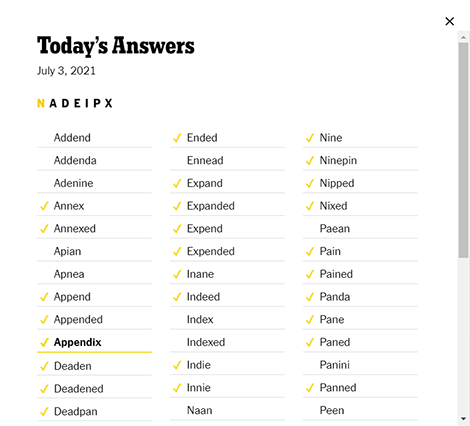 Today's Answers
July 3, 2021
N A D E I P X
Addend
Addenda
Adenine
Annex
Annexed
Apian
Apnea
Append
Appended
Appendix
Deaden
Deadened
Deadpan
Ended
Ennead
Expand
Expanded
Expend
Expended
Inane
Indeed
Index
Indexed
Indie
Innie
Naan
Nine
Ninepin
Nipped
Nixed
Paean
Pain
Pained
Panda
Pane
Paned
Panini
Panned
Peen